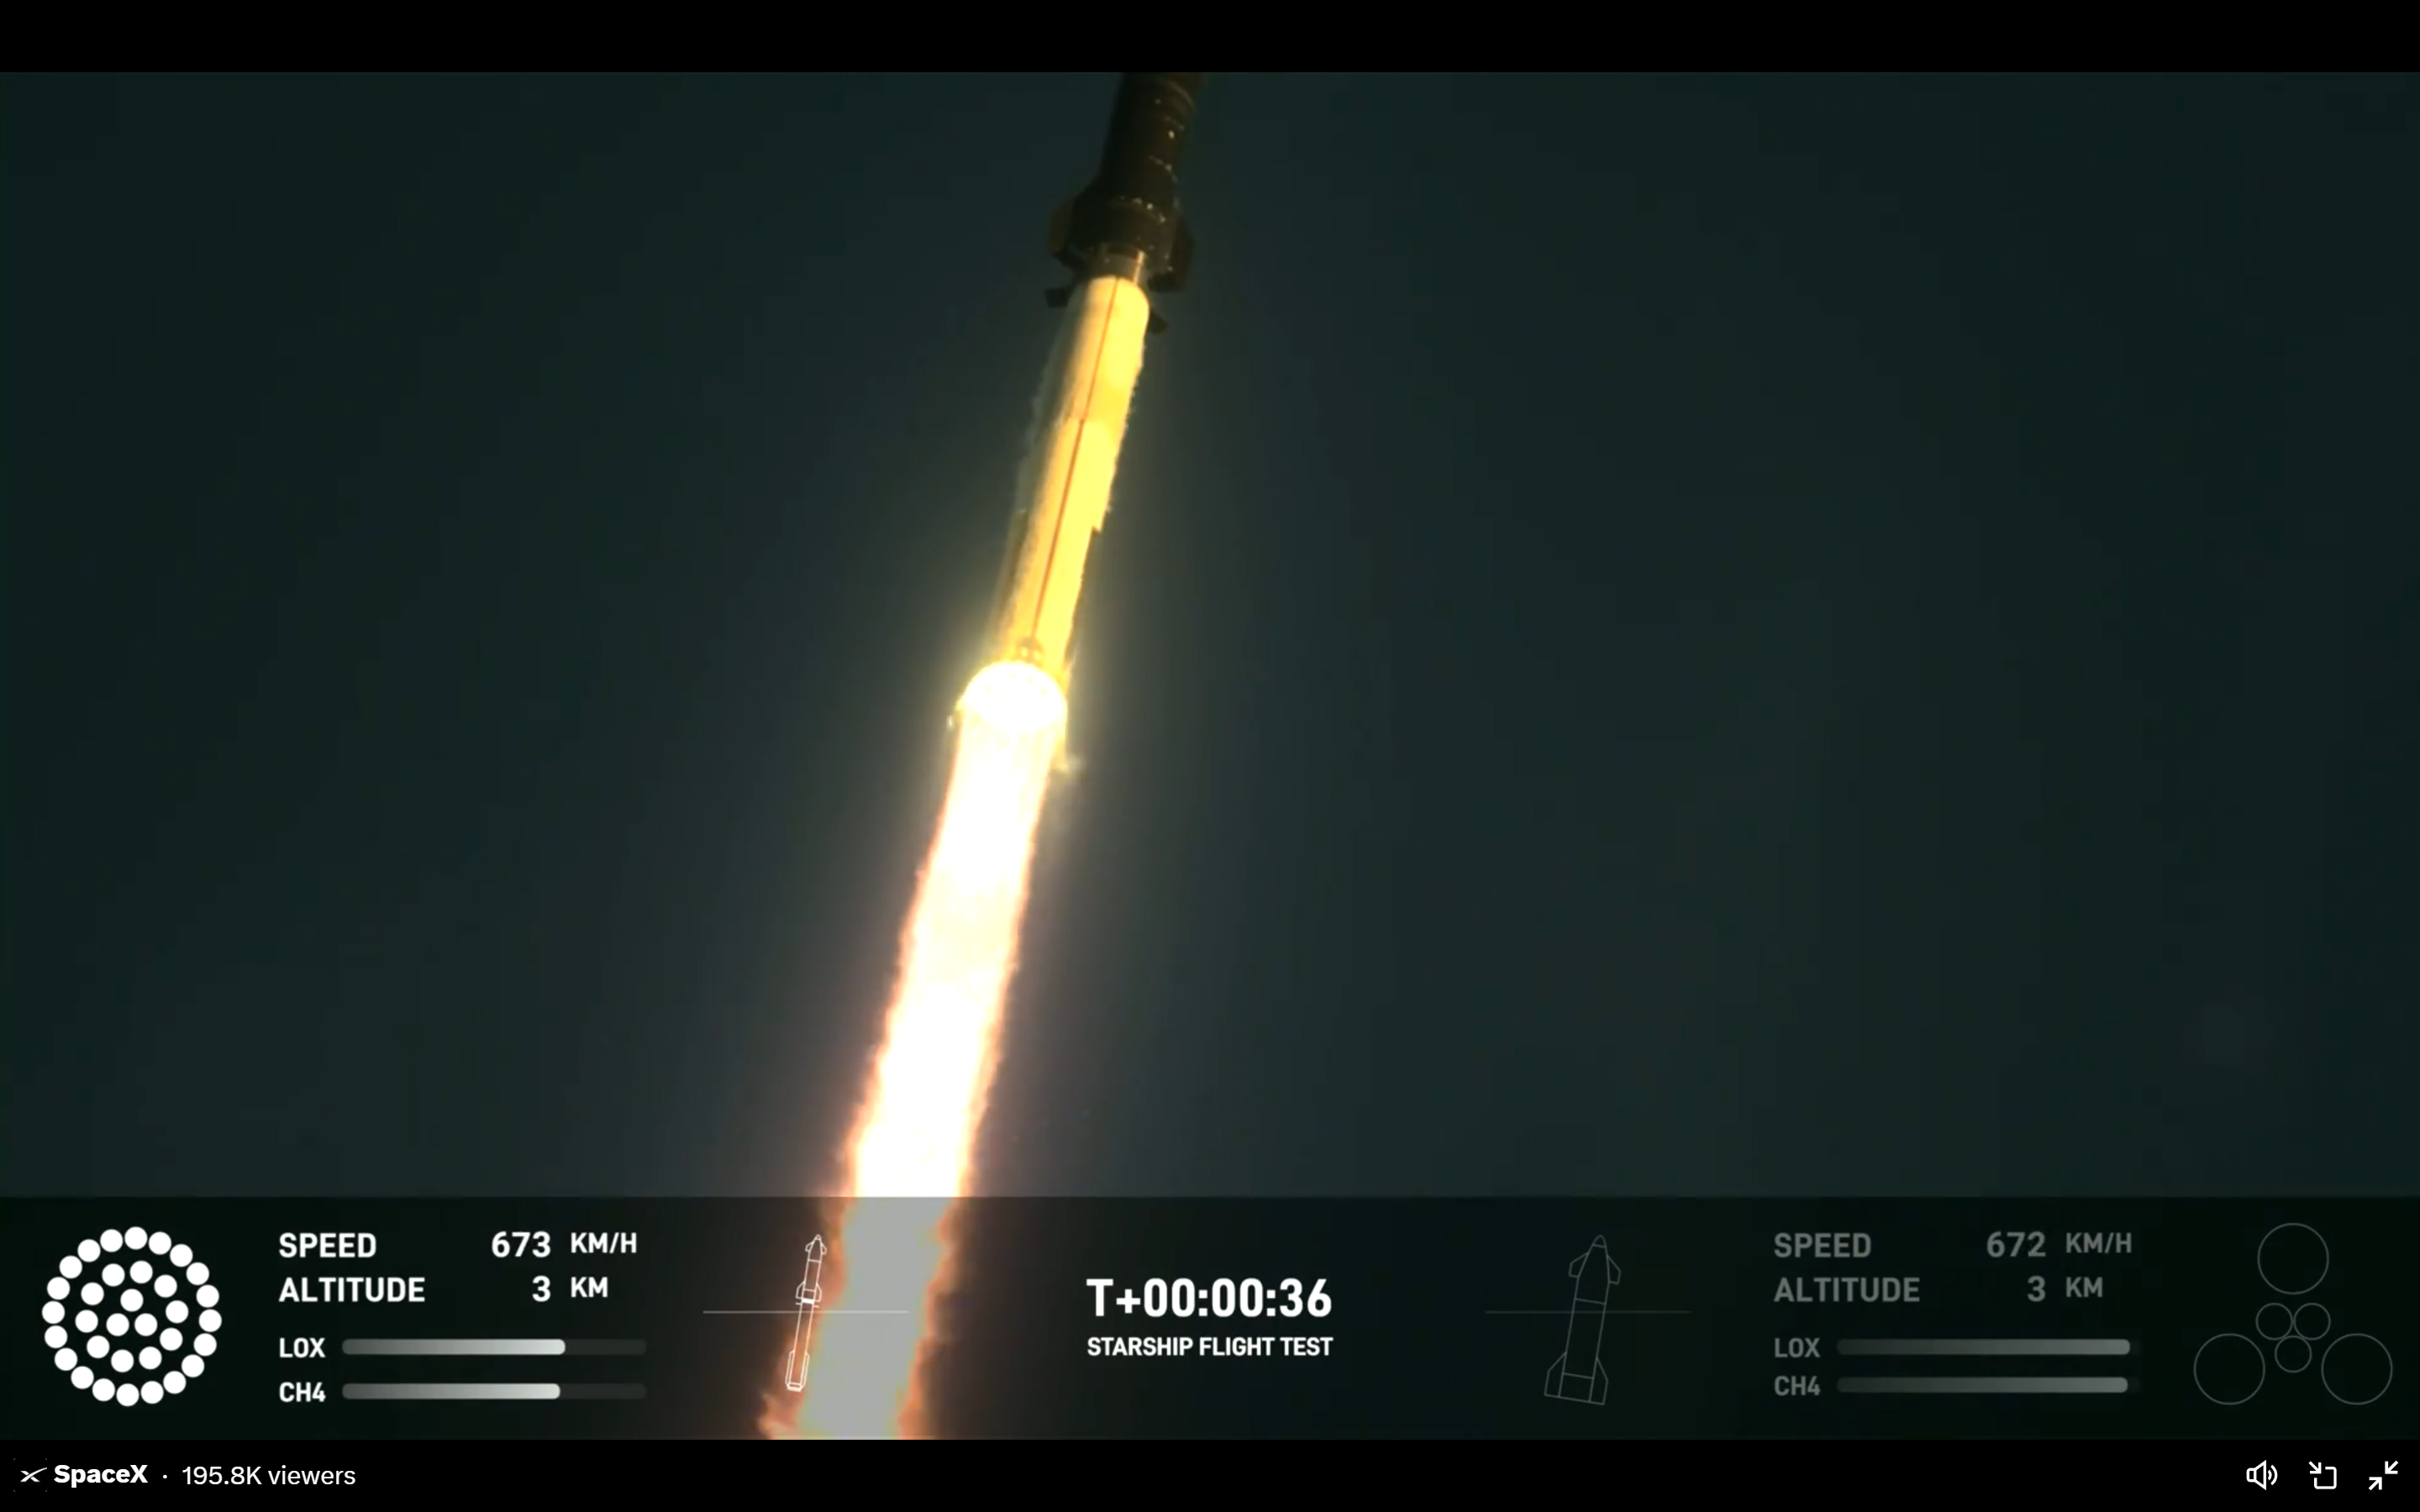 SPEED 673 KM/H
ALTITUDE 3 KM
LOX
CH4
T+00:00:36
STARSHIP FLIGHT TEST
SPEED 672 KM/H
ALTITUDE 3 KM
LOX
CH4
SpaceX · 195.8K viewers